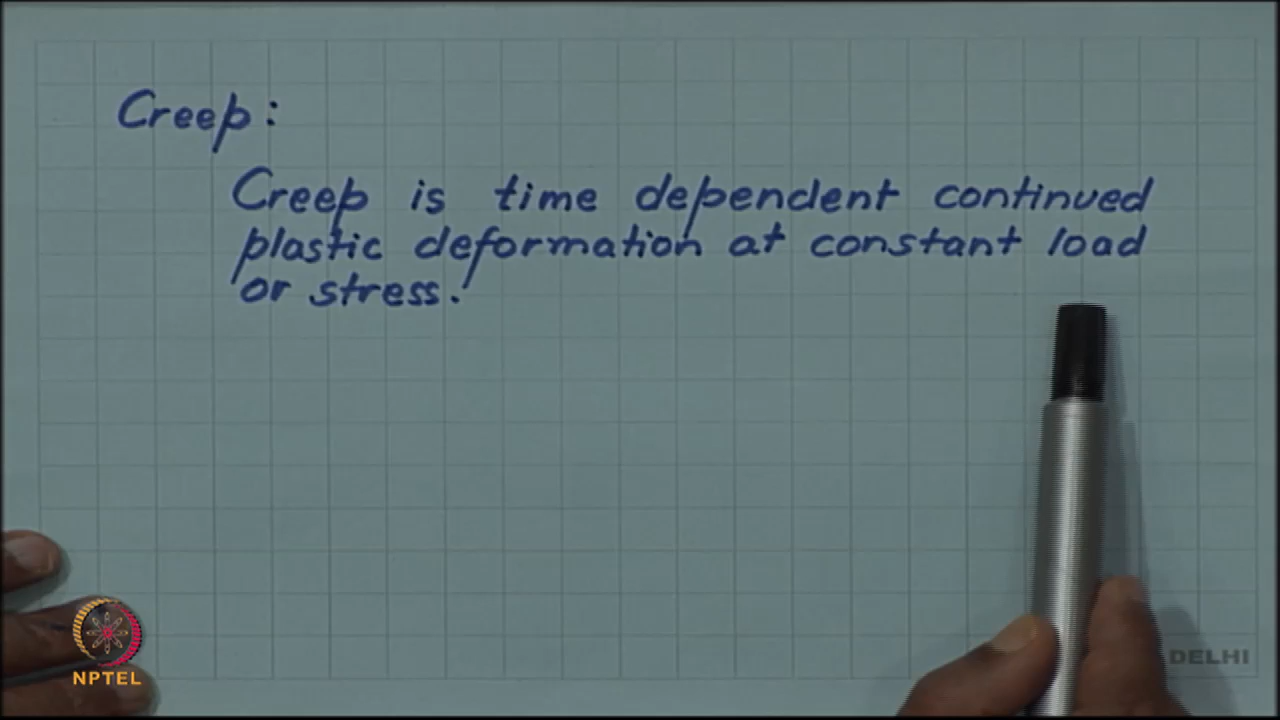 Creep:
Creep is time dependent continued
plastic deformation at constant load
or stress.
NPTEL
DELHI